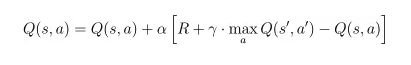 Q(s, a) = Q(s, a) + α [ R + γ · max_a Q(s′, a′) − Q(s, a) ]